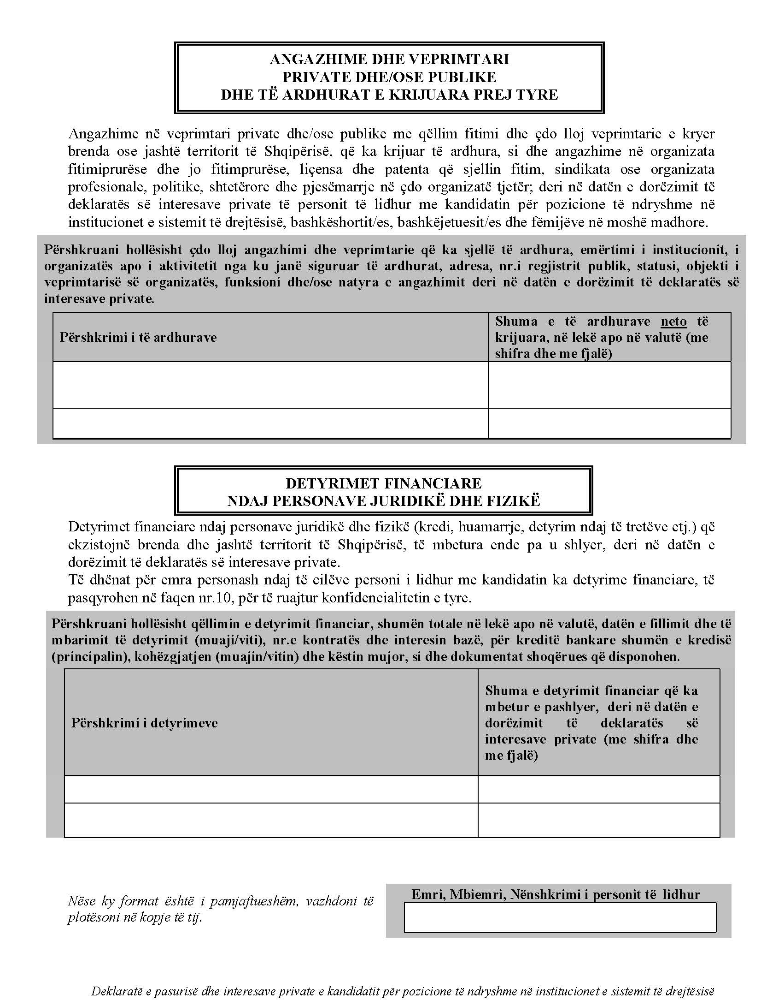 ANGAZHIME DHE VEPRIMTARI
PRIVATE DHE/OSE PUBLIKE
DHE TË ARDHURAT E KRIJUARA PREJ TYRE
Angazhime në veprimtari private dhe/ose publike me qëllim fitimi dhe çdo lloj veprimtarie e kryer
brenda ose jashtë territorit të Shqipërisë, që ka krijuar të ardhura, si dhe angazhime në organizata
fitimiprurëse dhe jo fitimprurëse, liçensa dhe patenta që sjellin fitim, sindikata ose organizata
profesionale, politike, shtetërore dhe pjesëmarrje në çdo organizatë tjetër; deri në datën e dorëzimit të
deklaratës së interesave private të personit të lidhur me kandidatin për pozicione të ndryshme në
institucionet e sistemit të drejtësisë, bashkëshortit/es, bashkëjetuesit/es dhe fëmijëve në moshë madhore.
Përshkruani hollësisht çdo lloj angazhimi dhe veprimtarie që ka sjellë të ardhura, emërtimi i institucionit, i
organizatës apo i aktivitetit nga ku janë siguruar të ardhurat, adresa, nr.i regjistrit publik, statusi, objekti i
veprimtarisë së organizatës, funksioni dhe/ose natyra e angazhimit deri në datën e dorëzimit të deklaratës së
interesave private.
Përshkrimi i të ardhurave
Shuma e të ardhurave neto të
krijuara, në lekë apo në valutë (me
shifra dhe me fjalë)
DETYRIMET FINANCIARE
NDAJ PERSONAVE JURIDIKË DHE FIZIKË
Detyrimet financiare ndaj personave juridikë dhe fizikë (kredi, huamarrje, detyrim ndaj të tretëve etj.) që
ekzistojnë brenda dhe jashtë territorit të Shqipërisë, të mbetura ende pa u shlyer, deri në datën e
dorëzimit të deklaratës së interesave private.
Të dhënat për emra personash ndaj të cilëve personi i lidhur me kandidatin ka detyrime financiare, të
pasqyrohen në faqen nr.10, për të ruajtur konfidencialitetin e tyre.
Përshkruani hollësisht qëllimin e detyrimit financiar, shumën totale në lekë apo në valutë, datën e fillimit dhe të
mbarimit të detyrimit (muaji/viti), nr.e kontratës dhe interesin bazë, për kreditë bankare shumën e kredisë
(principalin), kohëzgjatjen (muajin/vitin) dhe këstin mujor, si dhe dokumentat shoqërues që disponohen.
Përshkrimi i detyrimeve
Shuma e detyrimit financiar që ka
mbetur e pashlyer, deri në datën e
dorëzimit të deklaratës së
interesave private (me shifra dhe
me fjalë)
Nëse ky format është i pamjaftueshëm, vazhdoni të
plotësoni në kopje të tij.
Emri, Mbiemri, Nënshkrimi i personit të lidhur
Deklaratë e pasurisë dhe interesave private e kandidatit për pozicione të ndryshme në institucionet e sistemit të drejtësisë